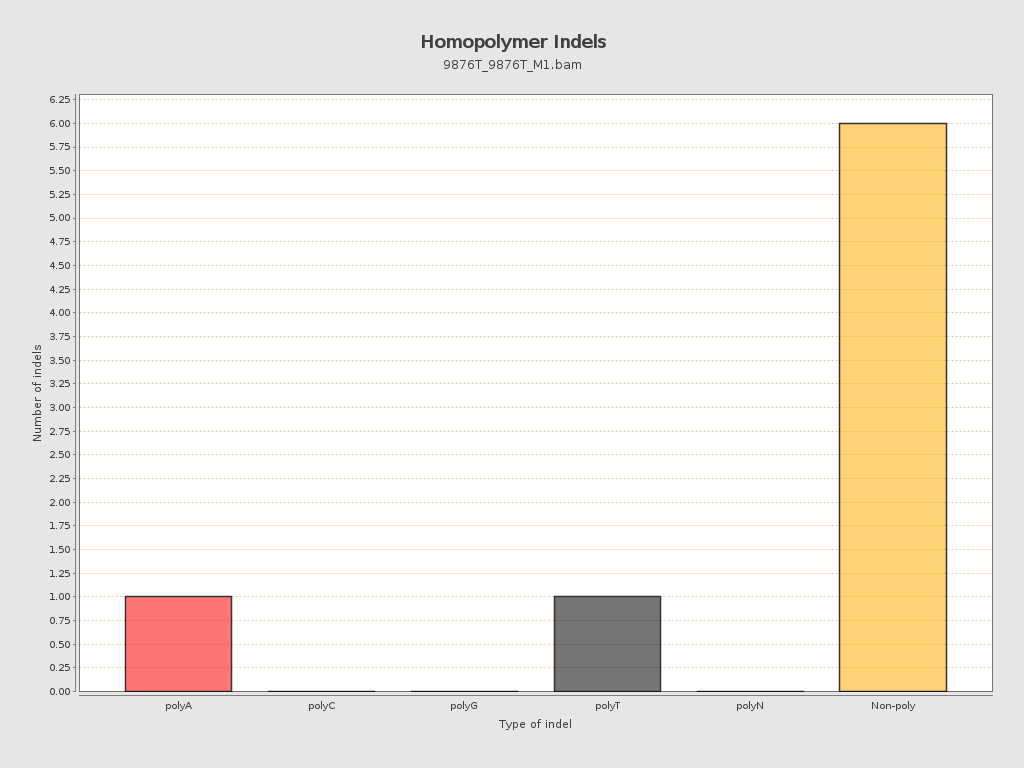 Homopolymer Indels
9876T_9876T_M1.bam
6.25
6.00
5.75
5.50
5.25
5.00
4.75
4.50
4.25
4.00
3.75
3.50
3.25
3.00
2.75
2.50
2.25
2.00
1.75
1.50
1.25
1.00
0.75
0.50
0.25
0.00
Number of indels
polyA
polyC
polyG
polyT
polyN
Non-poly
Type of indel